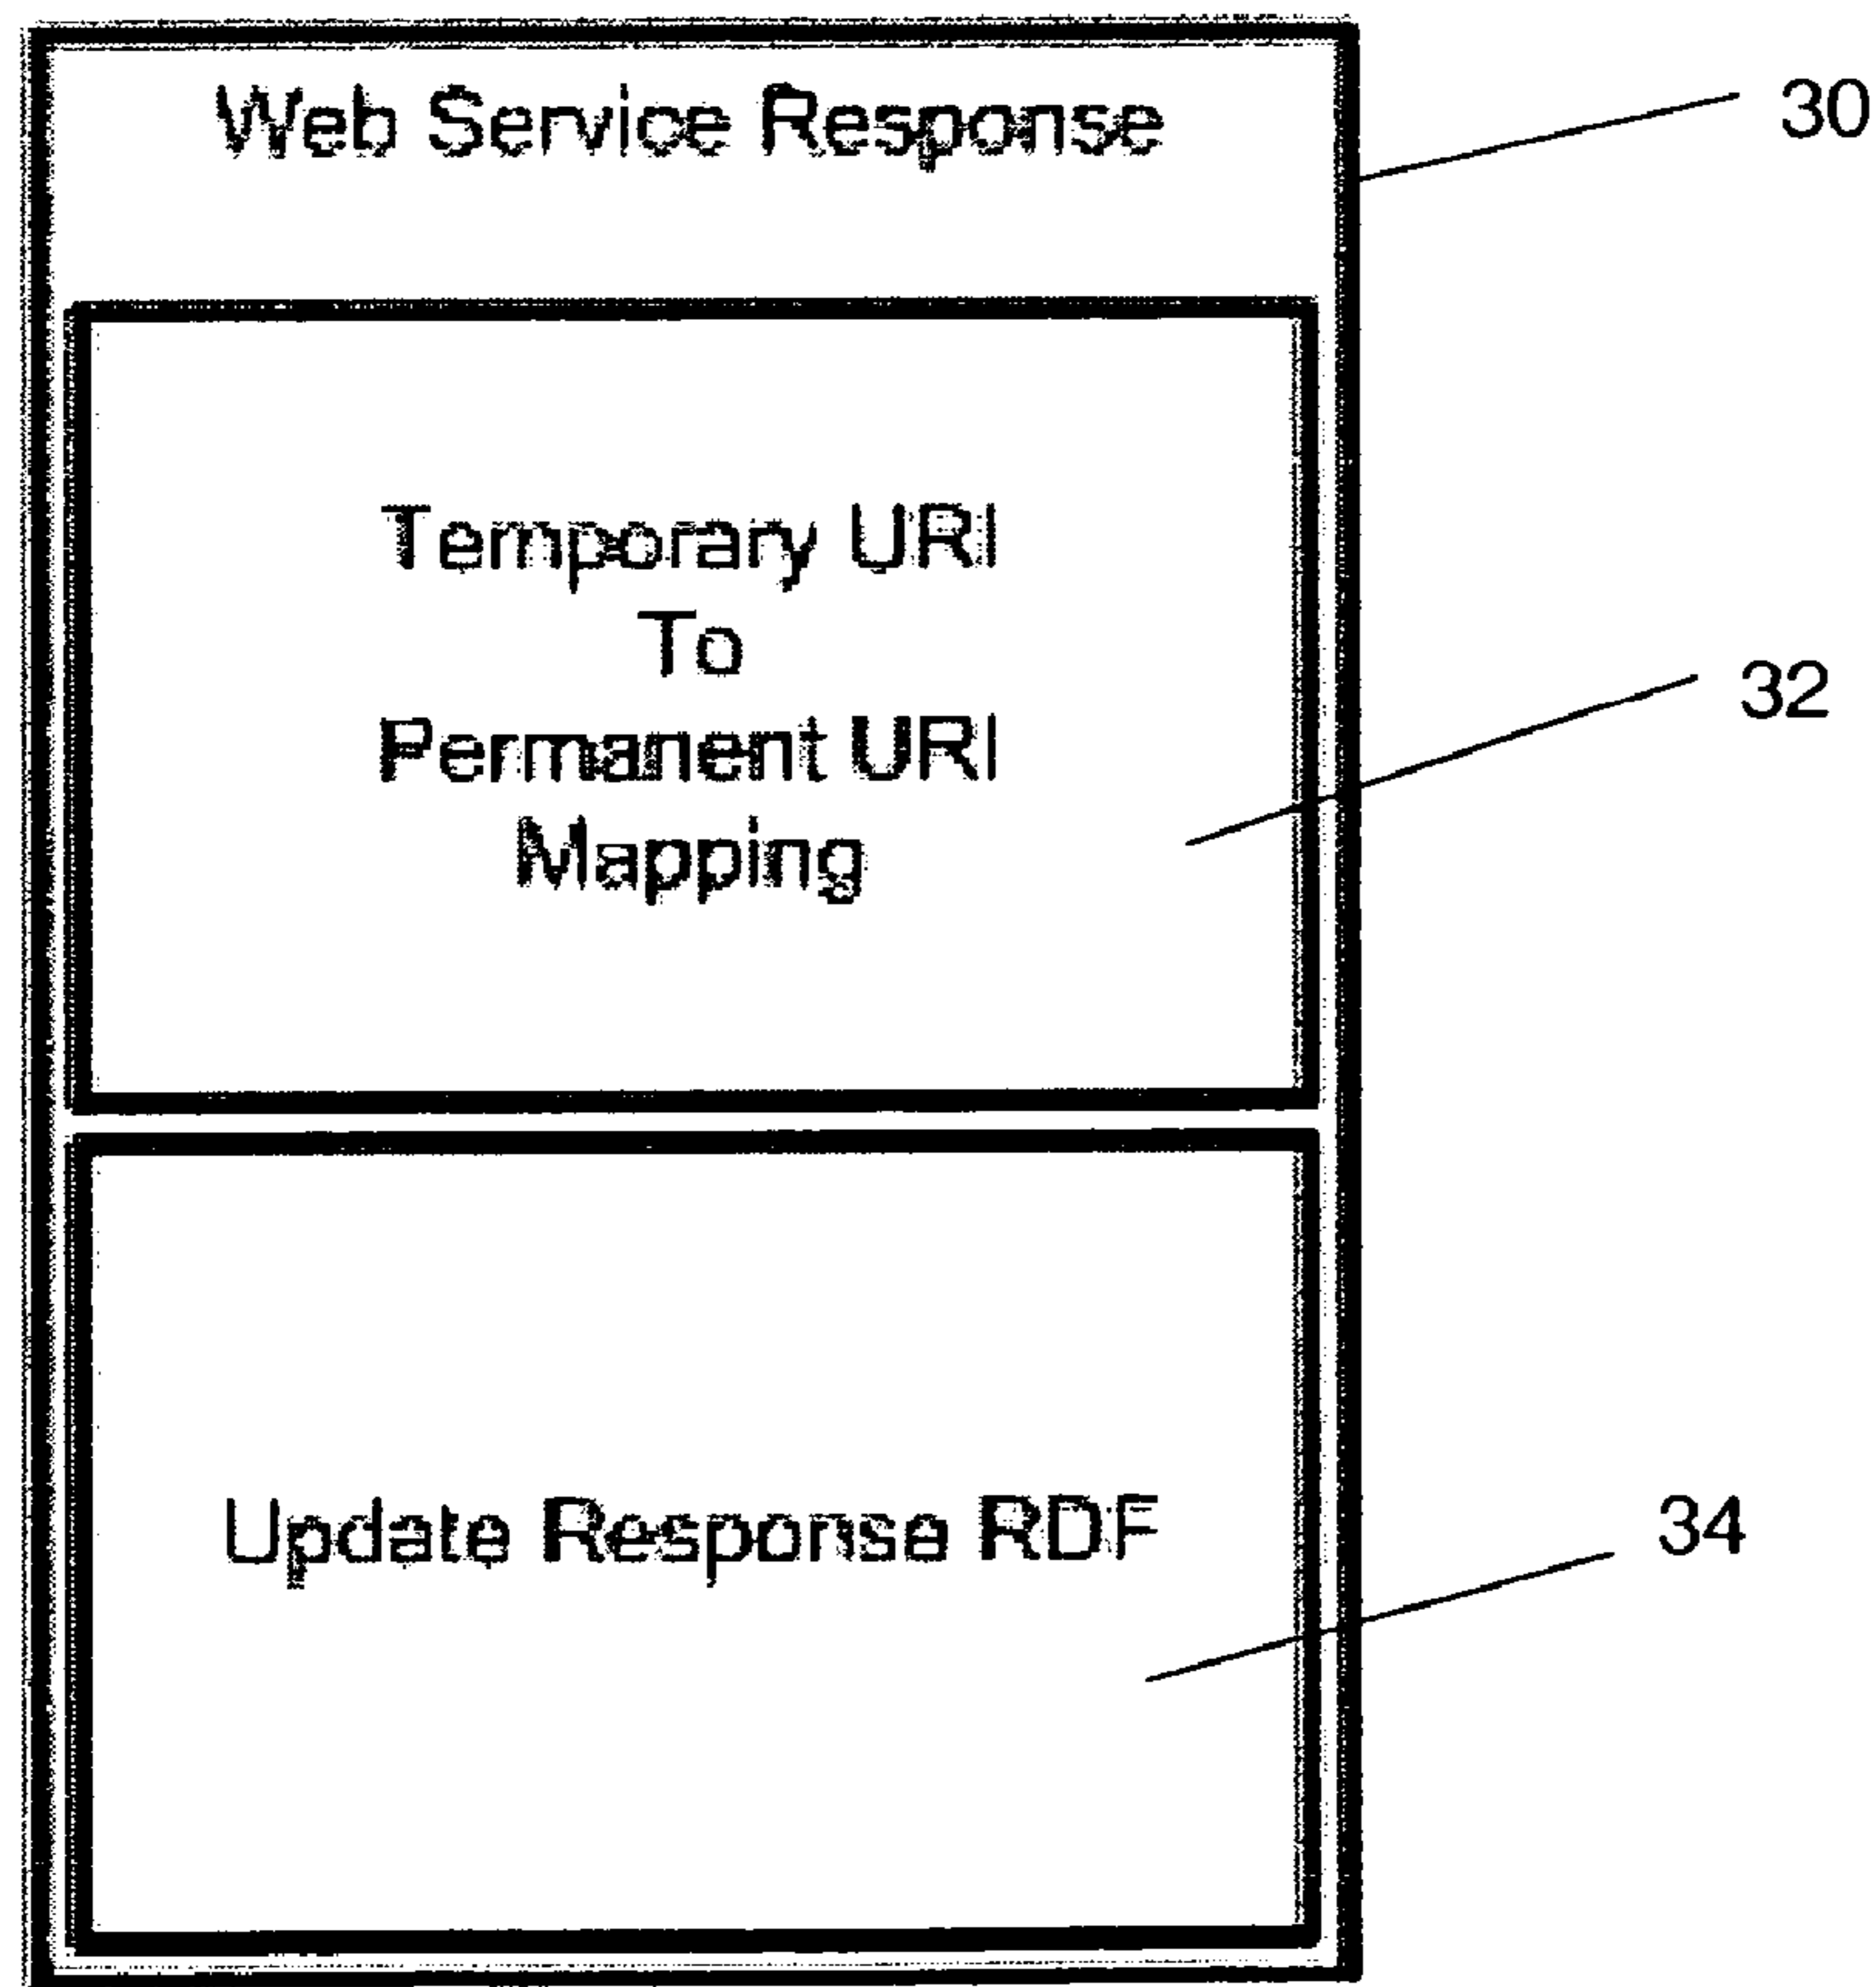 Web Service Response
30
Temporary URI
To
Permanent URI
Mapping
32
Update Response RDF
34